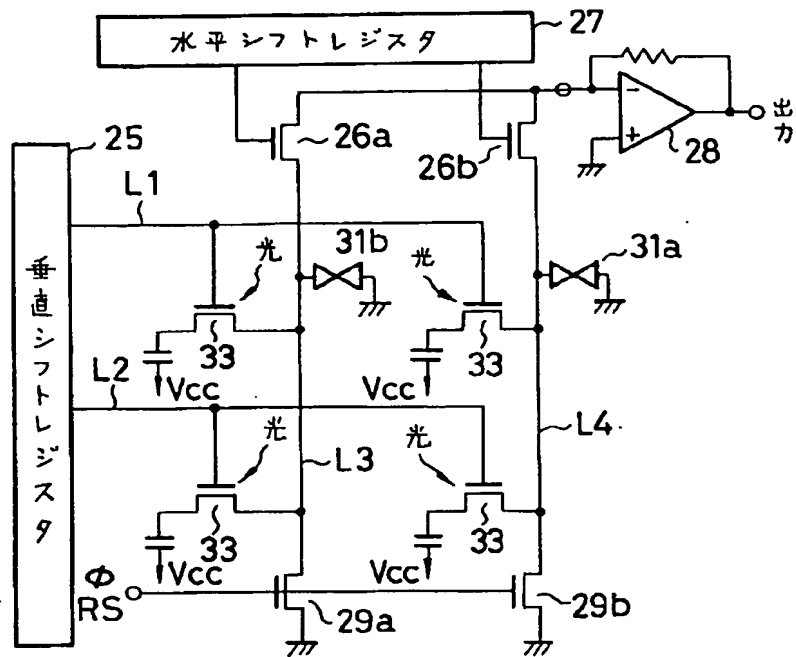 水平シフトレジスタ
27
出力
28
26a
26b
25
L1
垂直シフトレジスタ
光
31b
光
31a
33
33
Vcc
Vcc
L2
光
光
L3
L4
33
33
Vcc
Vcc
Φ
RS
29a
29b